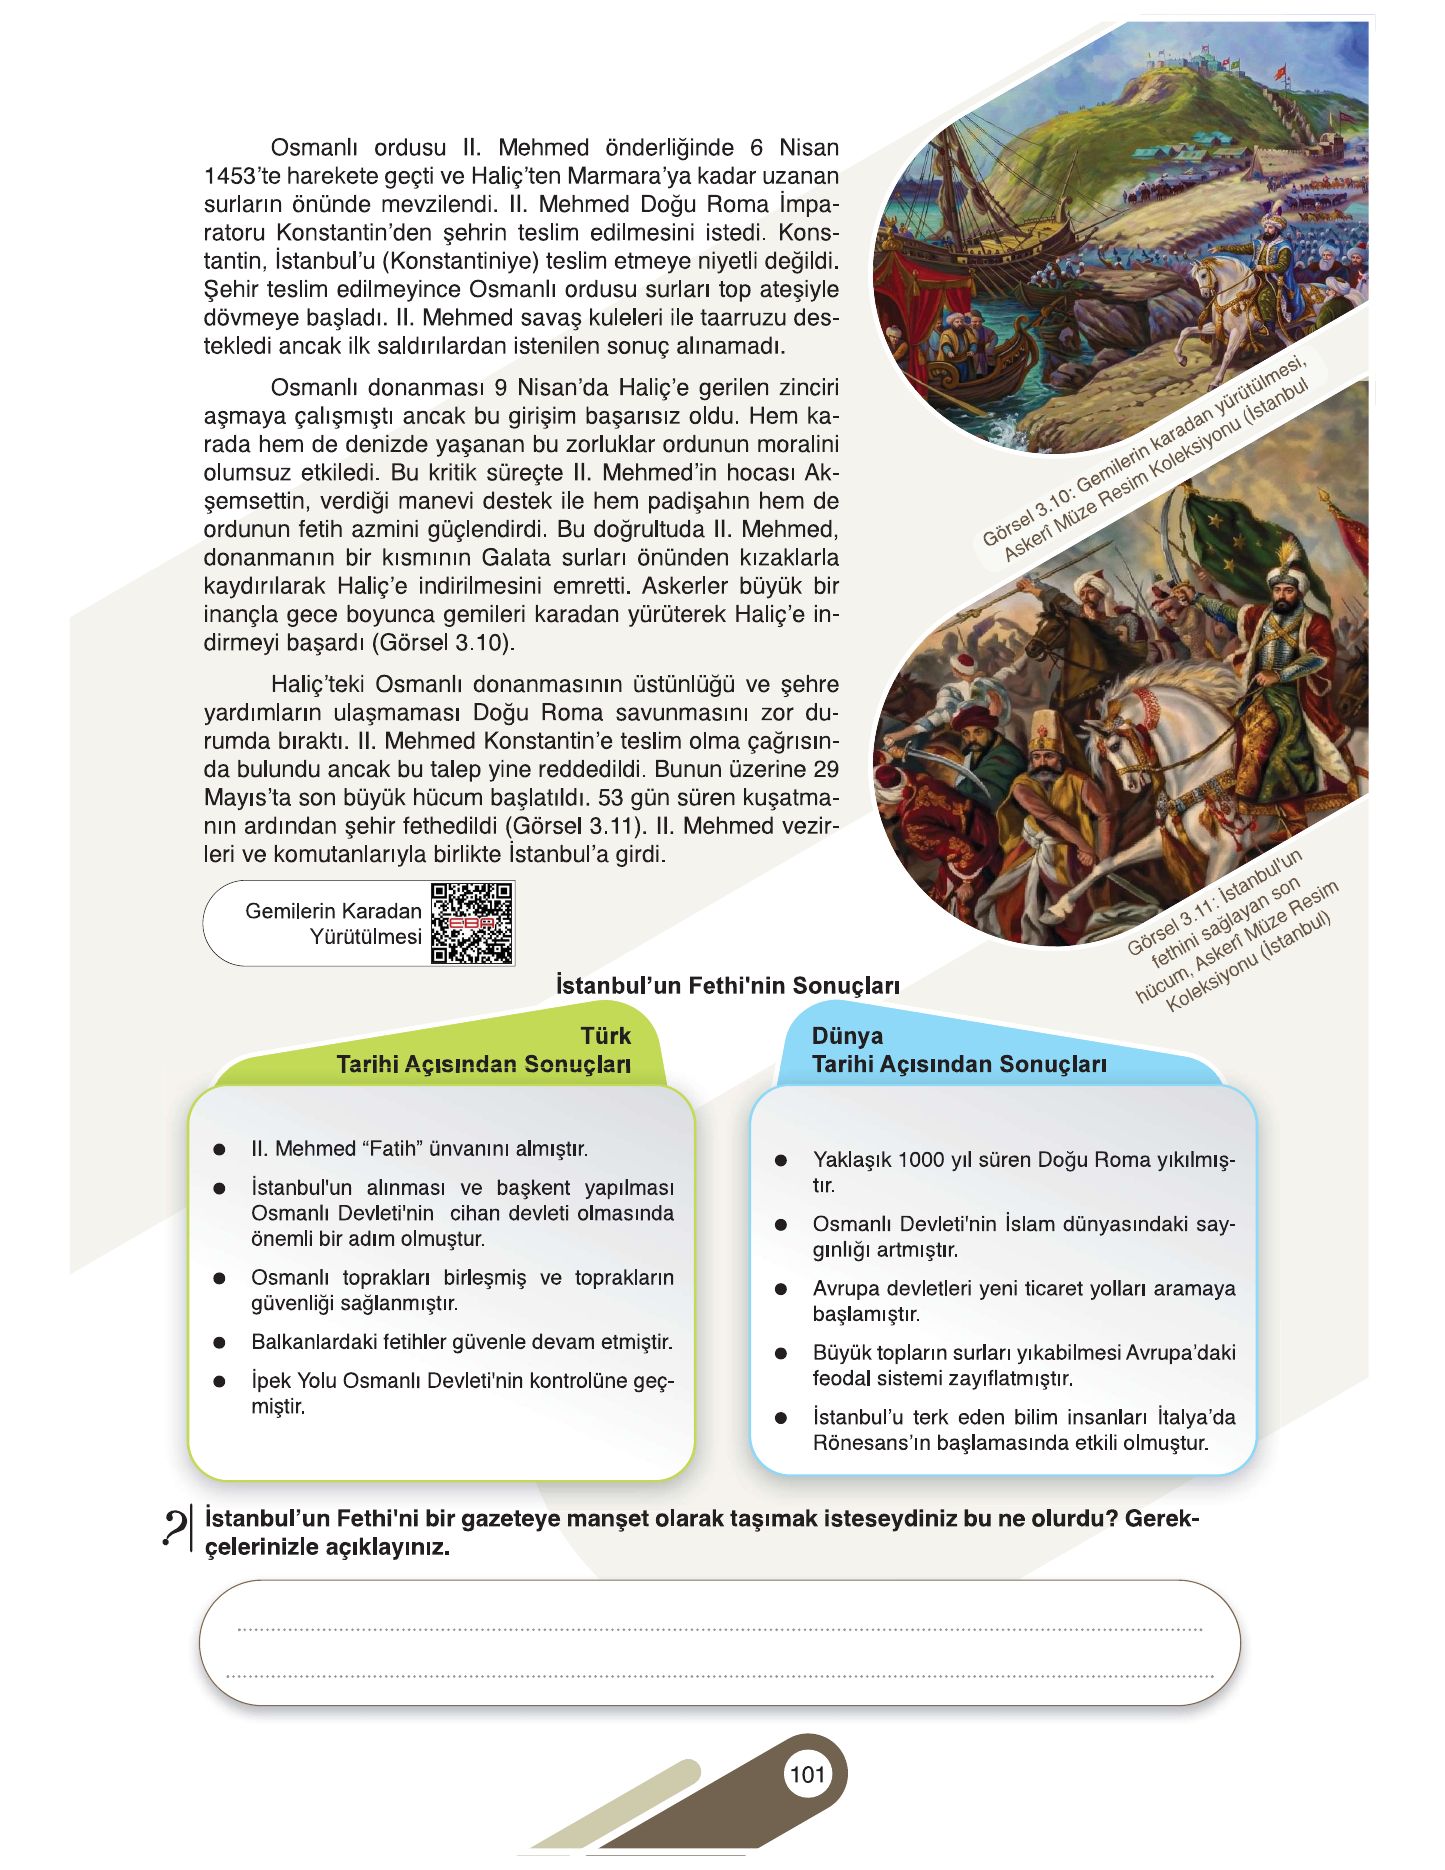 Osmanlı ordusu II. Mehmed önderliğinde 6 Nisan
1453’te harekete geçti ve Haliç’ten Marmara’ya kadar uzanan
surların önünde mevzilendi. II. Mehmed Doğu Roma İmpa-
ratoru Konstantin’den şehrin teslim edilmesini istedi. Kons-
tantin, İstanbul’u (Konstantiniye) teslim etmeye niyetli değildi.
Şehir teslim edilmeyince Osmanlı ordusu surları top ateşiyle
dövmeye başladı. II. Mehmed savaş kuleleri ile taarruzu des-
tekledi ancak ilk saldırılardan istenilen sonuç alınamadı.
Osmanlı donanması 9 Nisan’da Haliç’e gerilen zinciri
aşmaya çalışmıştı ancak bu girişim başarısız oldu. Hem ka-
rada hem de denizde yaşanan bu zorluklar ordunun moralini
olumsuz etkiledi. Bu kritik süreçte II. Mehmed’in hocası Ak-
şemsettin, verdiği manevi destek ile hem padişahın hem de
ordunun fetih azmini güçlendirdi. Bu doğrultuda II. Mehmed,
donanmanın bir kısmının Galata surları önünden kızaklarla
kaydırılarak Haliç’e indirilmesini emretti. Askerler büyük bir
inançla gece boyunca gemileri karadan yürüterek Haliç’e in-
dirmeyi başardı (Görsel 3.10).
Haliç’teki Osmanlı donanmasının üstünlüğü ve şehre
yardımların ulaşmaması Doğu Roma savunmasını zor du-
rumda bıraktı. II. Mehmed Konstantin’e teslim olma çağrısın-
da bulundu ancak bu talep yine reddedildi. Bunun üzerine 29
Mayıs’ta son büyük hücum başlatıldı. 53 gün süren kuşatma-
nın ardından şehir fethedildi (Görsel 3.11). II. Mehmed vezir-
leri ve komutanlarıyla birlikte İstanbul’a girdi.
Görsel 3.10: Gemilerin karadan yürütülmesi,
Askerî Müze Resim Koleksiyonu (İstanbul
Görsel 3.11: İstanbul'un
fethini sağlayan son
hücum, Askerî Müze Resim
Koleksiyonu (İstanbul)
Gemilerin Karadan
Yürütülmesi
EBA
İstanbul’un Fethi'nin Sonuçları
Türk
Tarihi Açısından Sonuçları
● II. Mehmed “Fatih” ünvanını almıştır.
● İstanbul'un alınması ve başkent yapılması
Osmanlı Devleti'nin cihan devleti olmasında
önemli bir adım olmuştur.
● Osmanlı toprakları birleşmiş ve toprakların
güvenliği sağlanmıştır.
● Balkanlardaki fetihler güvenle devam etmiştir.
● İpek Yolu Osmanlı Devleti'nin kontrolüne geç-
miştir.
Dünya
Tarihi Açısından Sonuçları
● Yaklaşık 1000 yıl süren Doğu Roma yıkılmış-
tır.
● Osmanlı Devleti'nin İslam dünyasındaki say-
gınlığı artmıştır.
● Avrupa devletleri yeni ticaret yolları aramaya
başlamıştır.
● Büyük topların surları yıkabilmesi Avrupa’daki
feodal sistemi zayıflatmıştır.
● İstanbul’u terk eden bilim insanları İtalya’da
Rönesans’ın başlamasında etkili olmuştur.
? İstanbul’un Fethi'ni bir gazeteye manşet olarak taşımak isteseydiniz bu ne olurdu? Gerek-
çelerinizle açıklayınız.
101